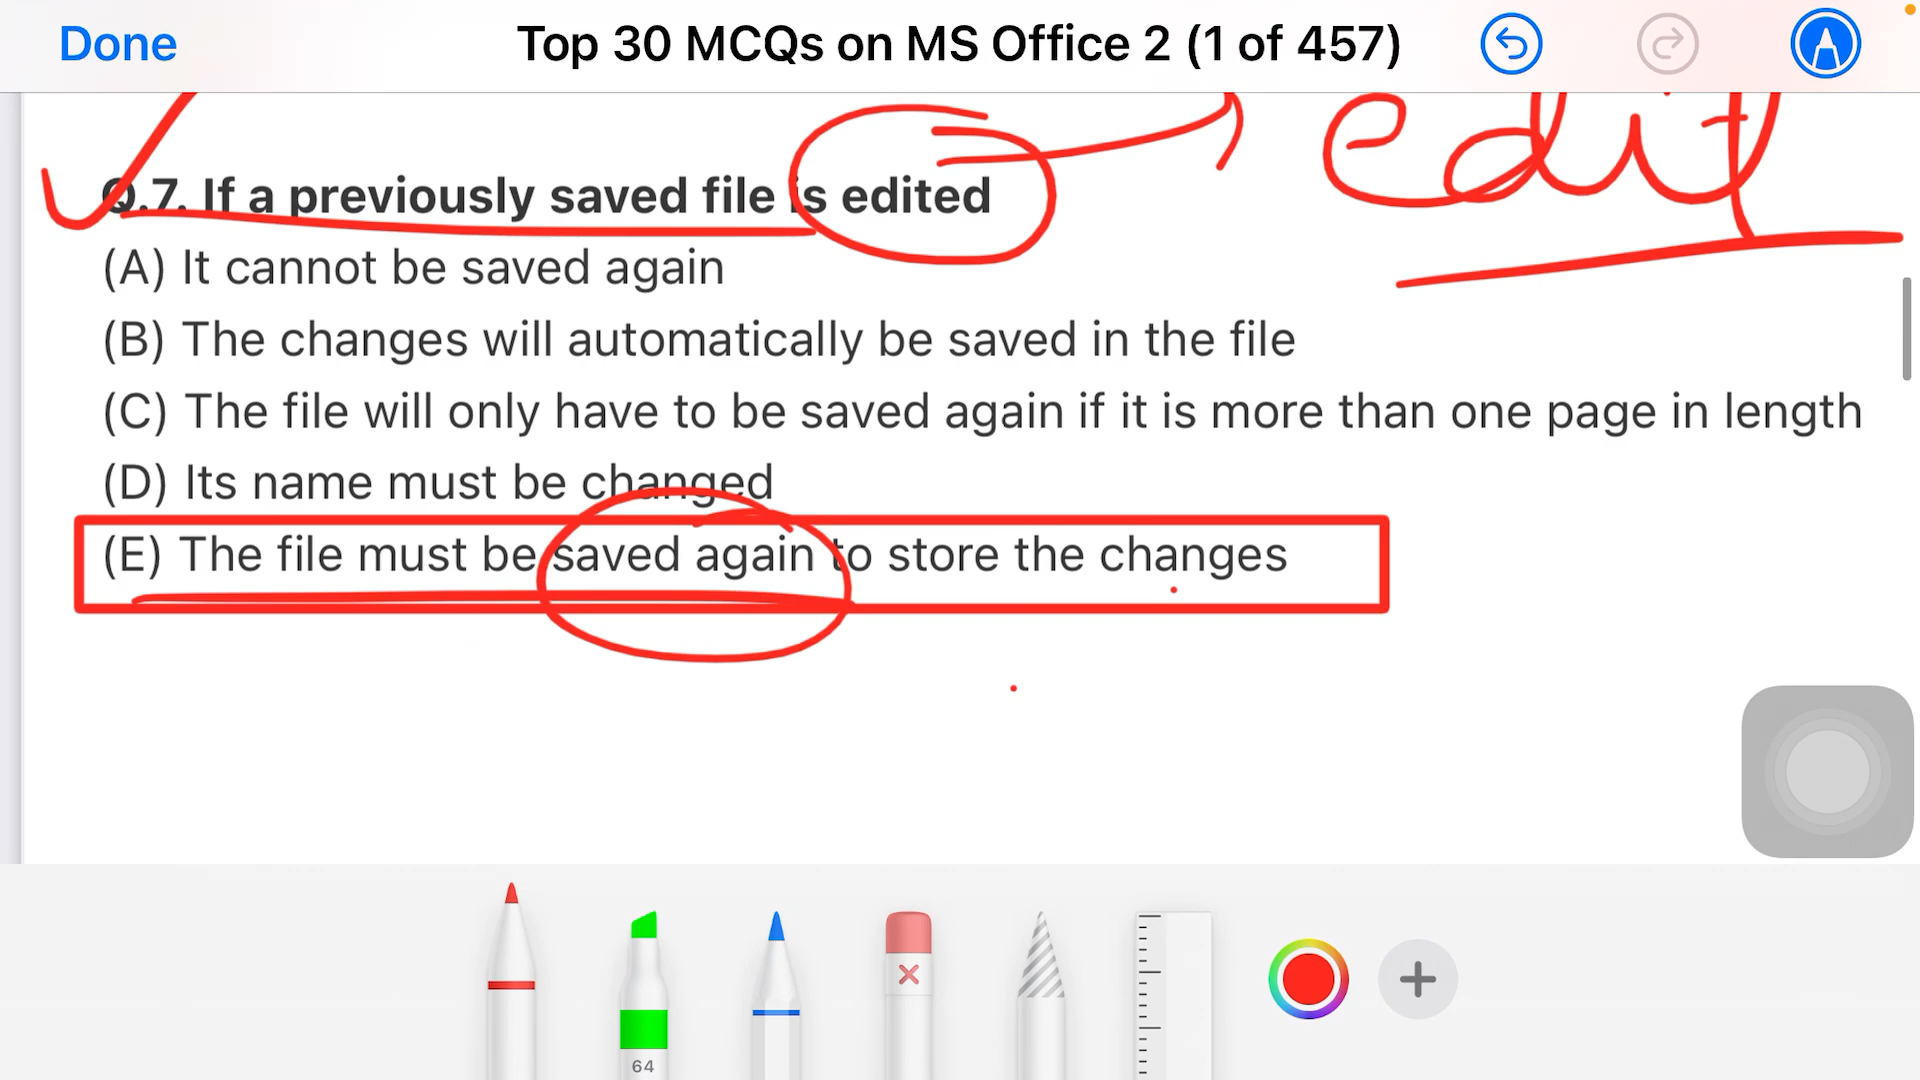 Done
Top 30 MCQs on MS Office 2 (1 of 457)
edit
Q.7. If a previously saved file is edited
(A) It cannot be saved again
(B) The changes will automatically be saved in the file
(C) The file will only have to be saved again if it is more than one page in length
(D) Its name must be changed
(E) The file must be saved again to store the changes
64